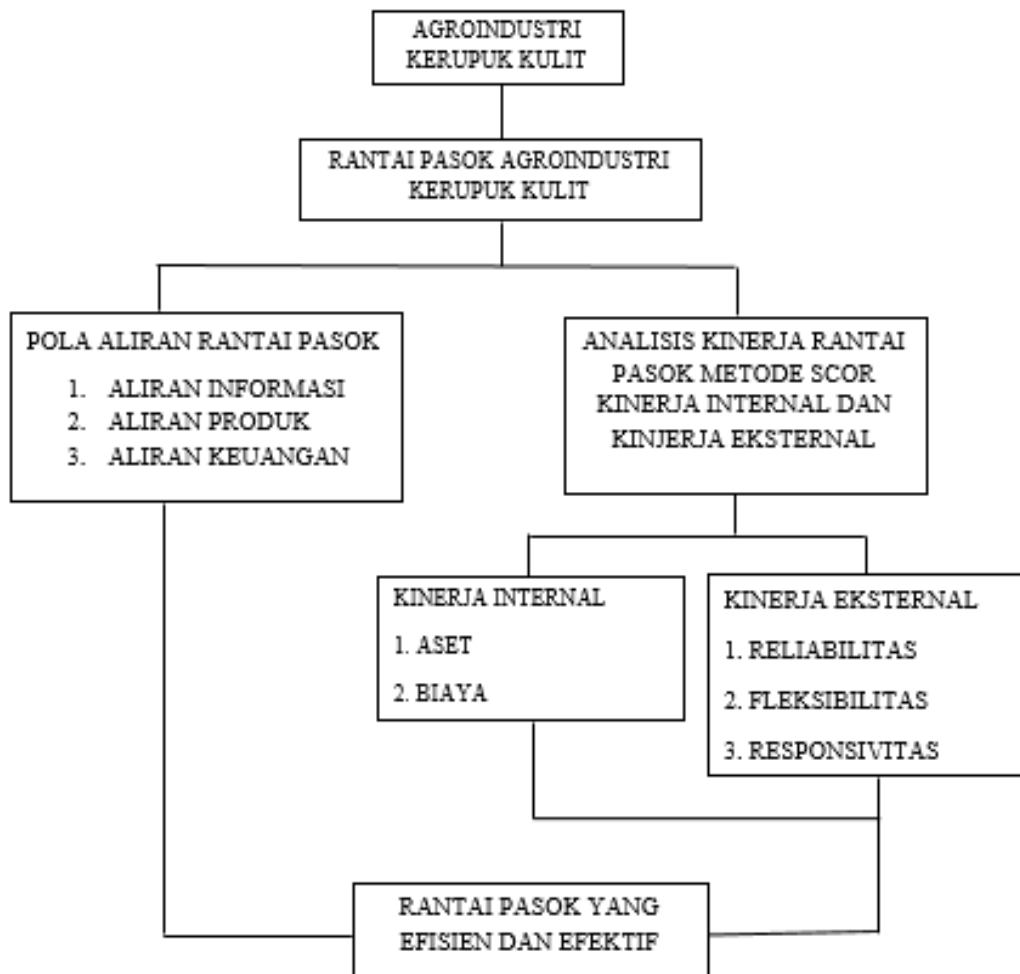 AGROINDUSTRI
KERUPUK KULIT
RANTAI PASOK AGROINDUSTRI
KERUPUK KULIT
POLA ALIRAN RANTAI PASOK
1. ALIRAN INFORMASI
2. ALIRAN PRODUK
3. ALIRAN KEUANGAN
ANALISIS KINERJA RANTAI
PASOK METODE SCOR
KINERJA INTERNAL DAN
KINJERJA EKSTERNAL
KINERJA INTERNAL
1. ASET
2. BIAYA
KINERJA EKSTERNAL
1. RELIABILITAS
2. FLEKSIBILITAS
3. RESPONSIVITAS
RANTAI PASOK YANG
EFISIEN DAN EFEKTIF